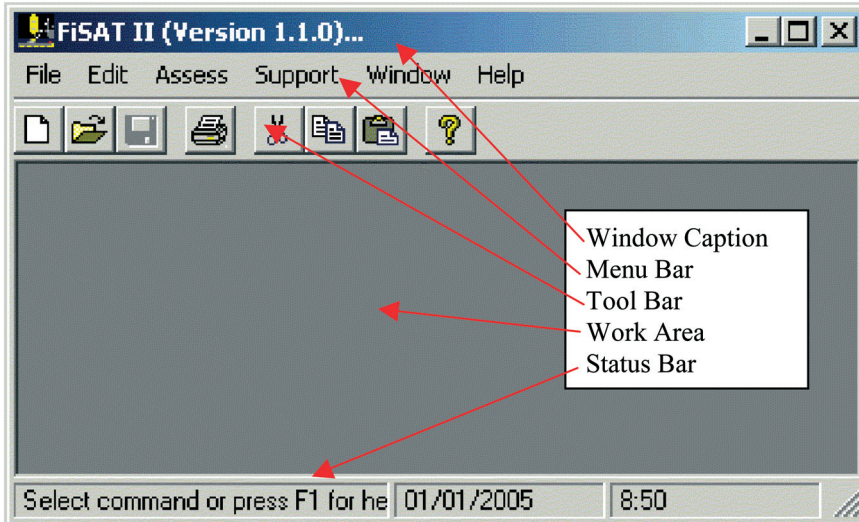 FiSAT II (Version 1.1.0)...
File Edit Assess Support Window Help
Window Caption
Menu Bar
Tool Bar
Work Area
Status Bar
Select command or press F1 for he 01/01/2005 8:50